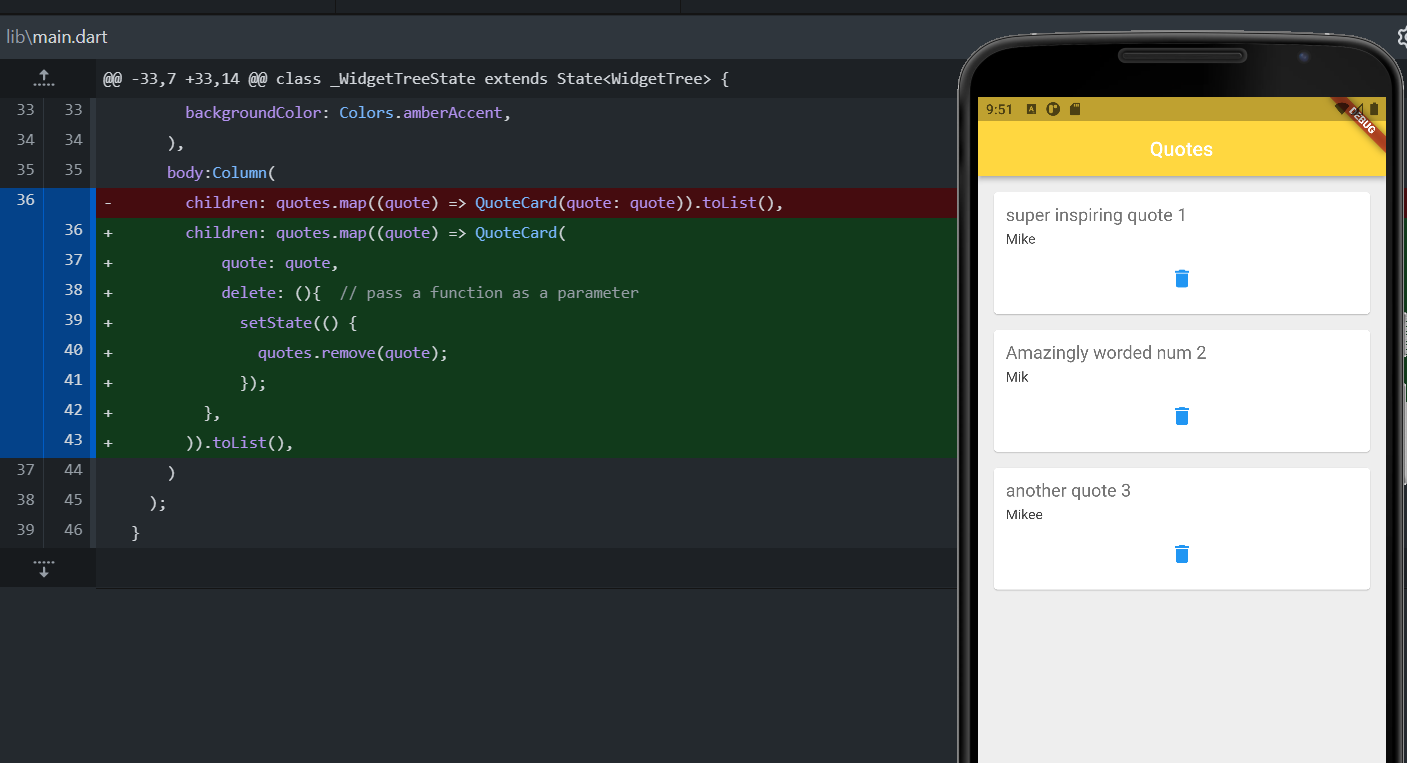 lib\main.dart
@@ -33,7 +33,14 @@ class _WidgetTreeState extends State<WidgetTree> {
33 33 backgroundColor: Colors.amberAccent,
34 34 ),
35 35 body:Column(
36 - children: quotes.map((quote) => QuoteCard(quote: quote)).toList(),
36 + children: quotes.map((quote) => QuoteCard(
37 + quote: quote,
38 + delete: (){  // pass a function as a parameter
39 + setState(() {
40 + quotes.remove(quote);
41 + });
42 + },
43 + )).toList(),
37 44 )
38 45 );
39 46 }
9:51
DEBUG
Quotes
super inspiring quote 1
Mike
Amazingly worded num 2
Mik
another quote 3
Mikee